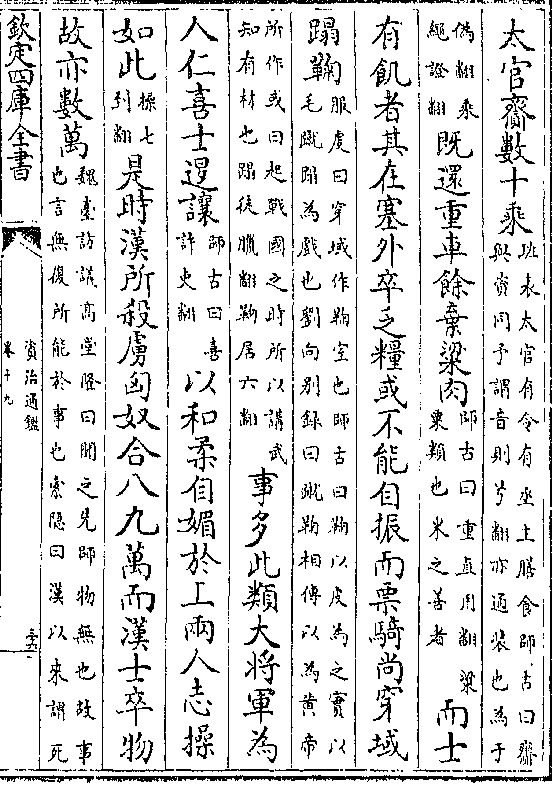 太官齎數十乘班表太官有令有丞主膳食師古曰齎與資同予謂音則兮翻亦通裝也為于
偽翻乘繩證翻既還重車餘棄粱肉師古曰重直用翻粱粟類也米之善者而士
有飢者其在塞外卒乏糧或不能自振而票騎尚穿域
蹋鞠服虔曰穿域作鞠室也師古曰鞠以皮為之實以毛蹴蹋為戲也劉向别録曰蹴鞠相傳以為黄帝
所作或曰起戰國之時所以講武知有材也蹋徒臘翻鞠居六翻事多此類大將軍為
人仁喜士退讓師古曰喜許吏翻以和柔自媚於上兩人志操
如此操七到翻是時漢所殺虜匈奴合八九萬而漢士卒物
故亦數萬魏臺訪議髙堂隆曰聞之先師物無也故事也言無復所能於事也索隠曰漢以來謂死
欽定四庫全書
資治通鑑
卷十九